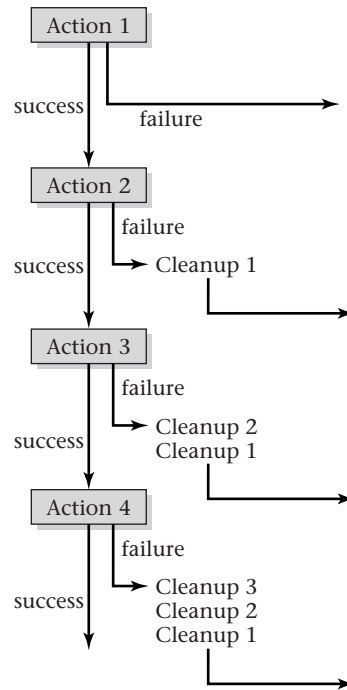 Action 1
success
failure
Action 2
failure
success
Cleanup 1
Action 3
failure
success
Cleanup 2
Cleanup 1
Action 4
failure
success
Cleanup 3
Cleanup 2
Cleanup 1